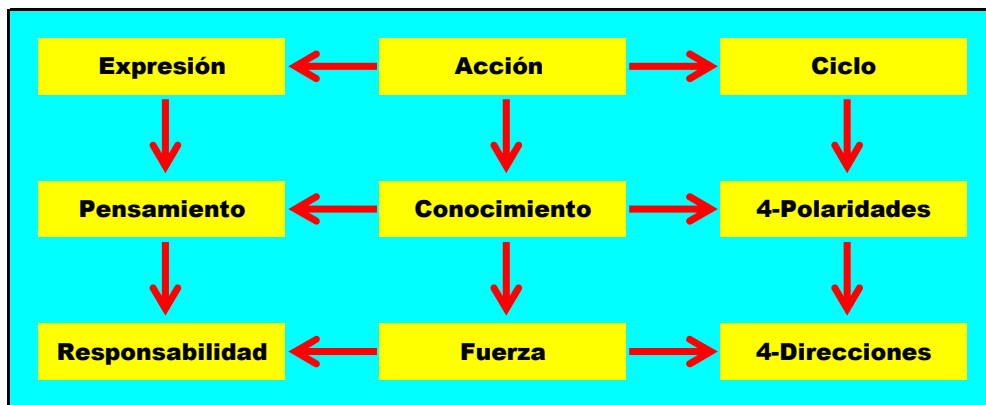 Expresión
Acción
Ciclo
Pensamiento
Conocimiento
4-Polaridades
Responsabilidad
Fuerza
4-Direcciones